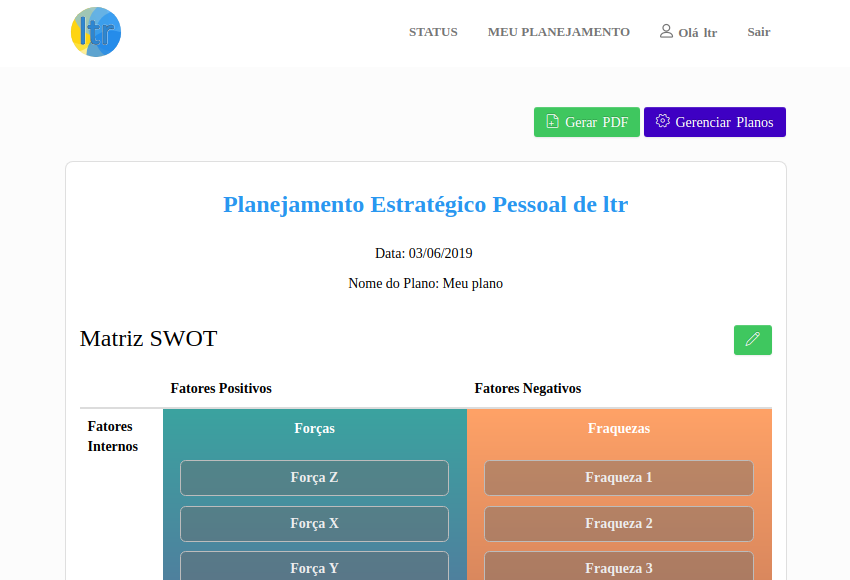 ltr
STATUS MEU PLANEJAMENTO Olá ltr Sair
Gerar PDF Gerenciar Planos
Planejamento Estratégico Pessoal de ltr
Data: 03/06/2019
Nome do Plano: Meu plano
Matriz SWOT
Fatores Positivos Fatores Negativos
Fatores Internos
Forças Fraquezas
Força Z Fraqueza 1
Força X Fraqueza 2
Força Y Fraqueza 3